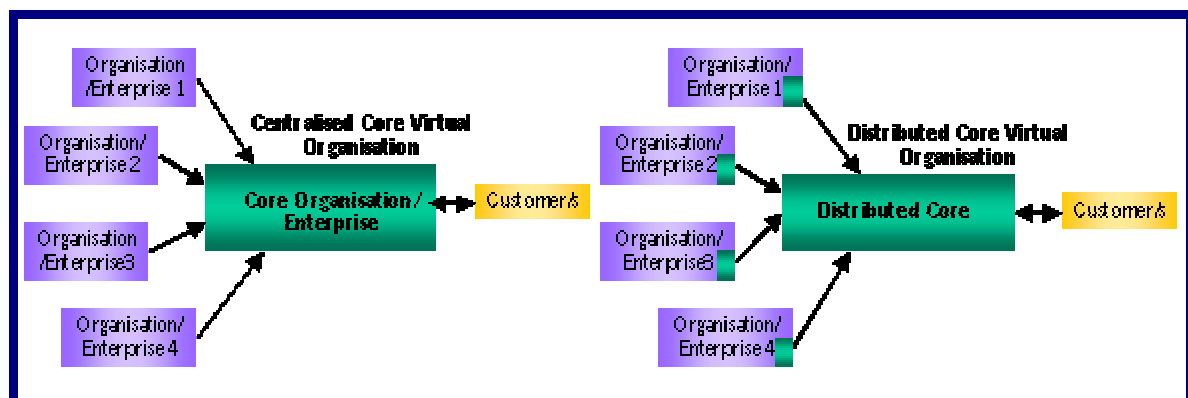 Organisation
/Enterprise 1
Centralised Core Virtual
Organisation
Organisation/
Enterprise 2
Core Organisation /
Enterprise
Customer/s
Organisation
/Enterprise3
Organisation/
Enterprise 4
Organisation/
Enterprise 1
Distributed Core Virtual
Organisation
Organisation/
Enterprise 2
Distributed Core
Customer/s
Organisation/
Enterprise3
Organisation/
Enterprise 4